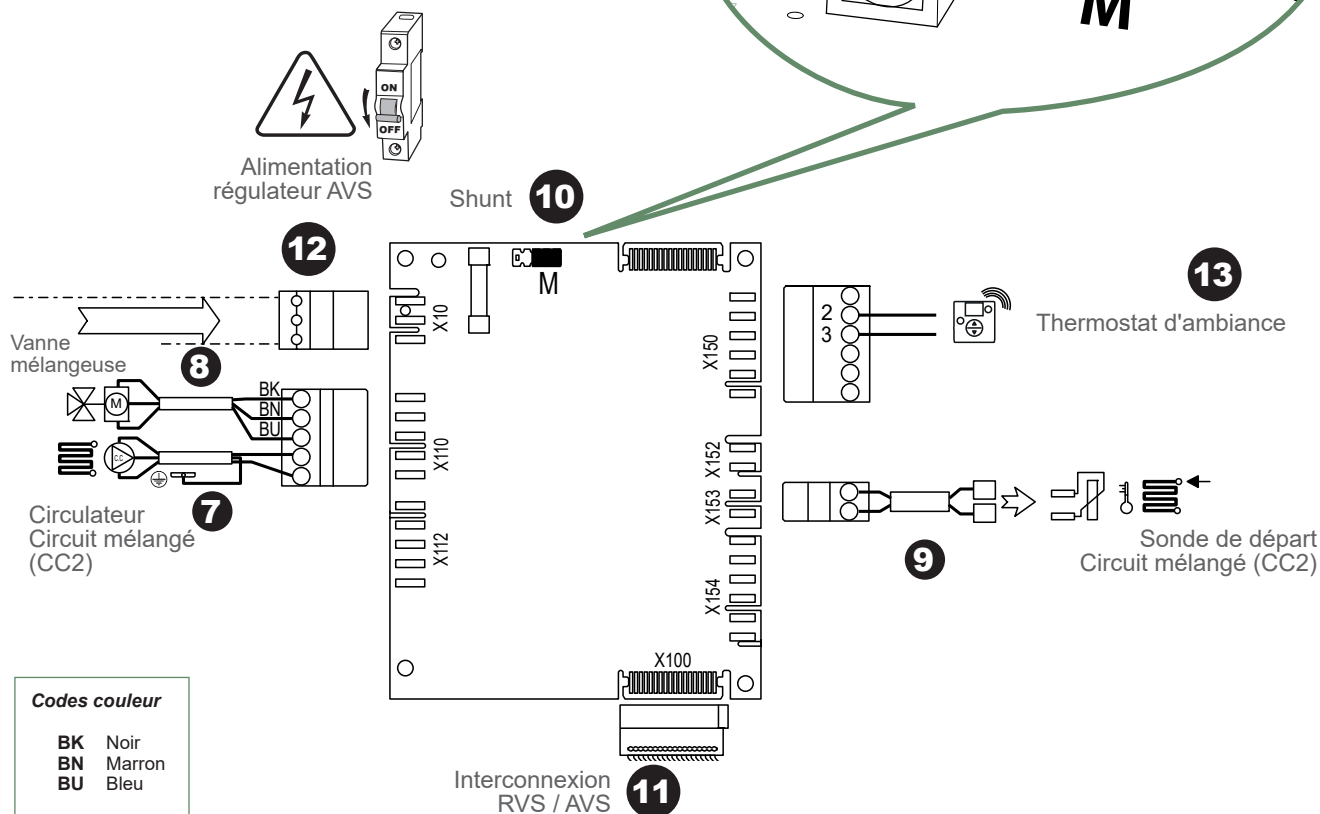 M
ON
OFF
Alimentation
régulateur AVS
Shunt
10
12
M
13
X10
2
3
Thermostat d'ambiance
X150
Vanne
mélangeuse
8
BK
BN
BU
M
X110
X152
X153
C.C
7
Circulateur
Circuit mélangé
(CC2)
X112
9
Sonde de départ
Circuit mélangé (CC2)
X154
X100
Codes couleur
BK Noir
BN Marron
BU Bleu
Interconnexion
RVS / AVS
11